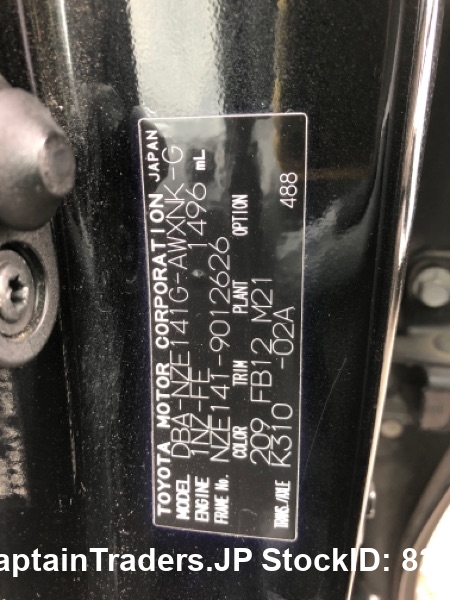 TOYOTA MOTOR CORPORATION JAPAN
MODEL DBA-NZE141G-AWXNK-G
ENGINE 1NZ-FE 1496 mL
FRAME No. NZE141-9012626
COLOR TRIM PLANT OPTION
209 FB12 M21 488
TRANS./AXLE K310 -02A
aptainTraders.JP StockID: 8